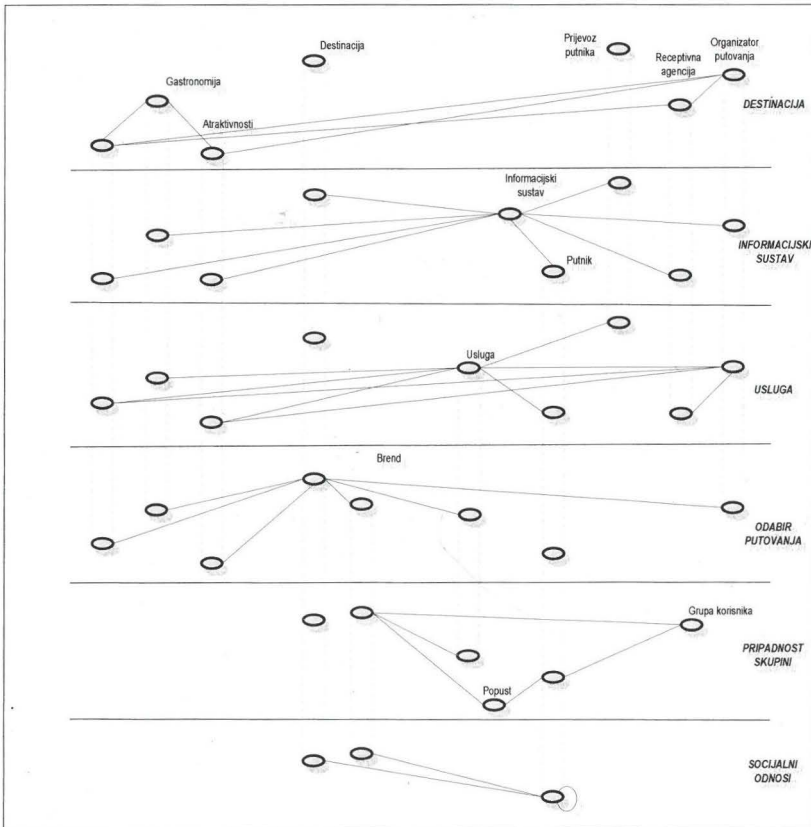 Destinacija
Prijevoz
putnika
Organizator
putovanja
Receptivna
agencija
Gastronomija
Atraktivnosti
DESTINACIJA
Informacijski
sustav
Putnik
INFORMACIJSKI
SUSTAV
Usluga
USLUGA
Brend
ODABIR
PUTOVANJA
Grupa korisnika
Popust
PRIPADNOST
SKUPINI
SOCIJALNI
ODNOSI